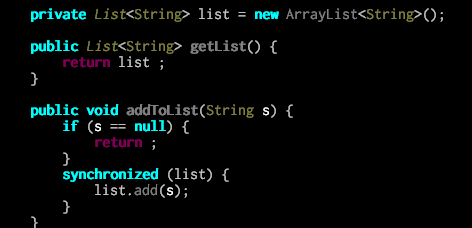 private List<String> list = new ArrayList<String>();
public List<String> getList() {
return list ;
}
public void addToList(String s) {
if (s == null) {
return ;
}
synchronized (list) {
list.add(s);
}
}